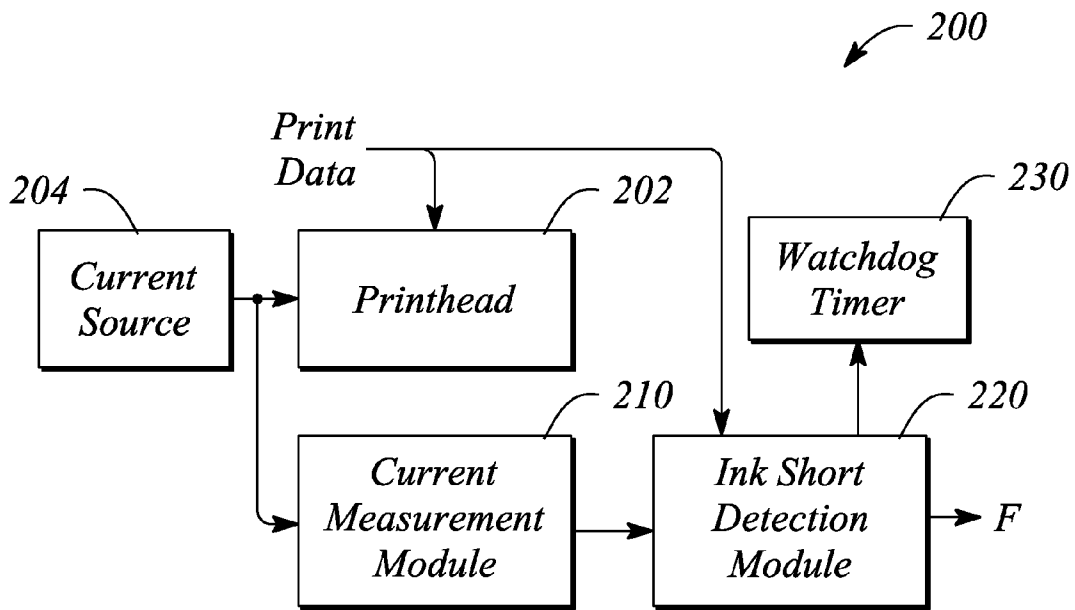 200
Print
Data
204
202
230
Current
Source
Printhead
Watchdog
Timer
210
220
Current
Measurement
Module
Ink Short
Detection
Module
F